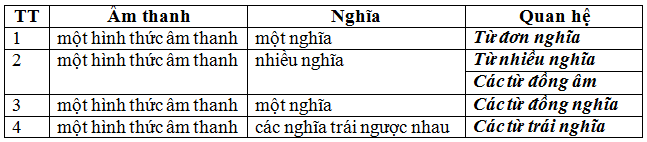 TT Âm thanh Nghĩa Quan hệ
1 một hình thức âm thanh một nghĩa Từ đơn nghĩa
2 một hình thức âm thanh nhiều nghĩa Từ nhiều nghĩa
Các từ đồng âm
3 một hình thức âm thanh một nghĩa Các từ đồng nghĩa
4 một hình thức âm thanh các nghĩa trái ngược nhau Các từ trái nghĩa